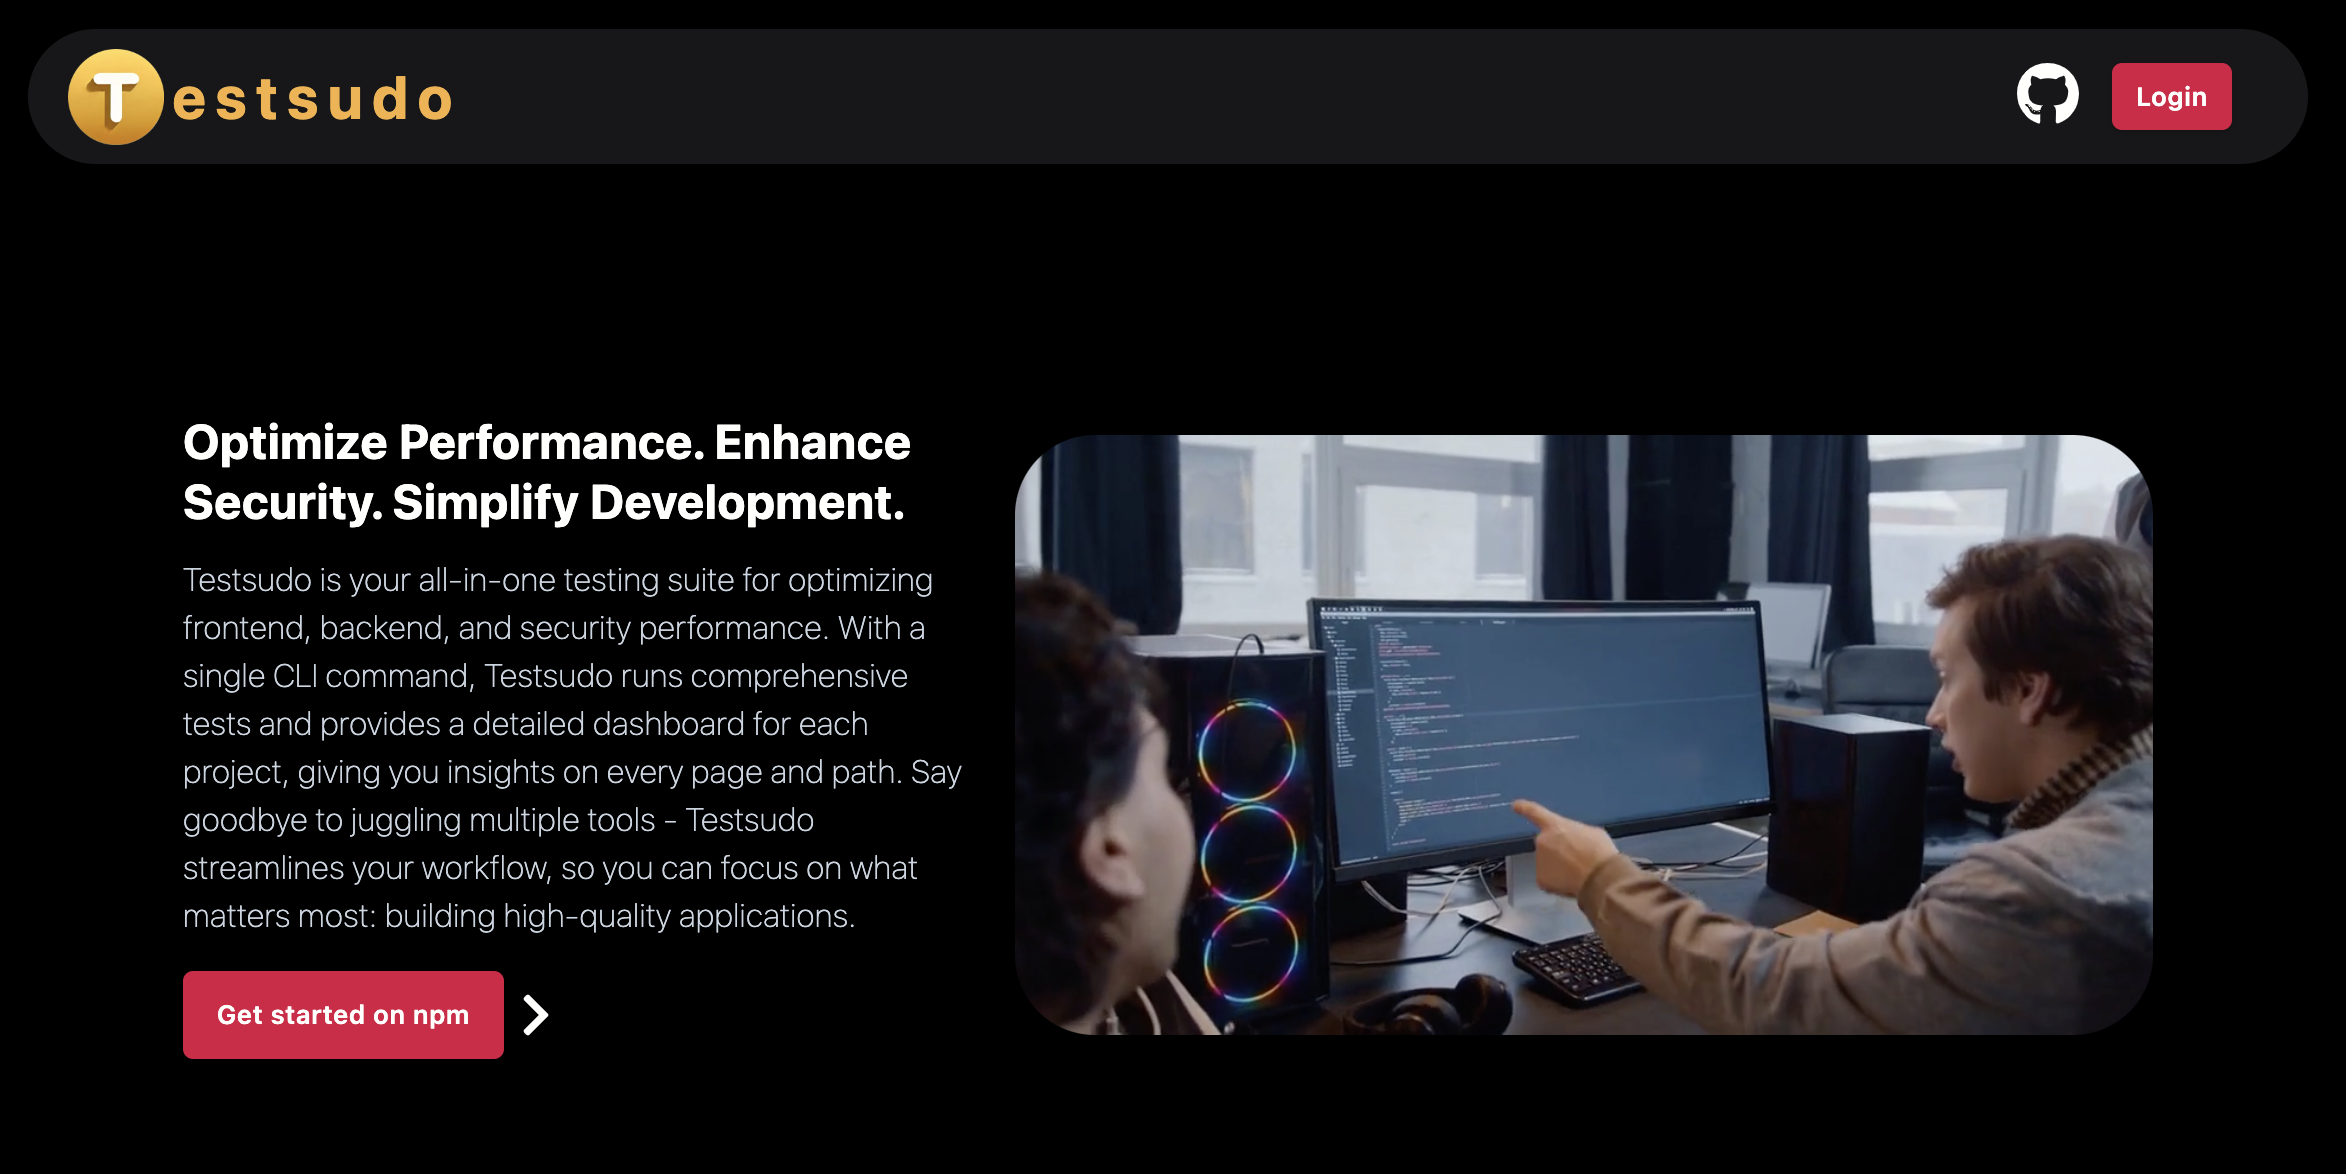 Testsudo
Login
Optimize Performance. Enhance
Security. Simplify Development.
Testsudo is your all-in-one testing suite for optimizing
frontend, backend, and security performance. With a
single CLI command, Testsudo runs comprehensive
tests and provides a detailed dashboard for each
project, giving you insights on every page and path. Say
goodbye to juggling multiple tools - Testsudo
streamlines your workflow, so you can focus on what
matters most: building high-quality applications.
Get started on npm